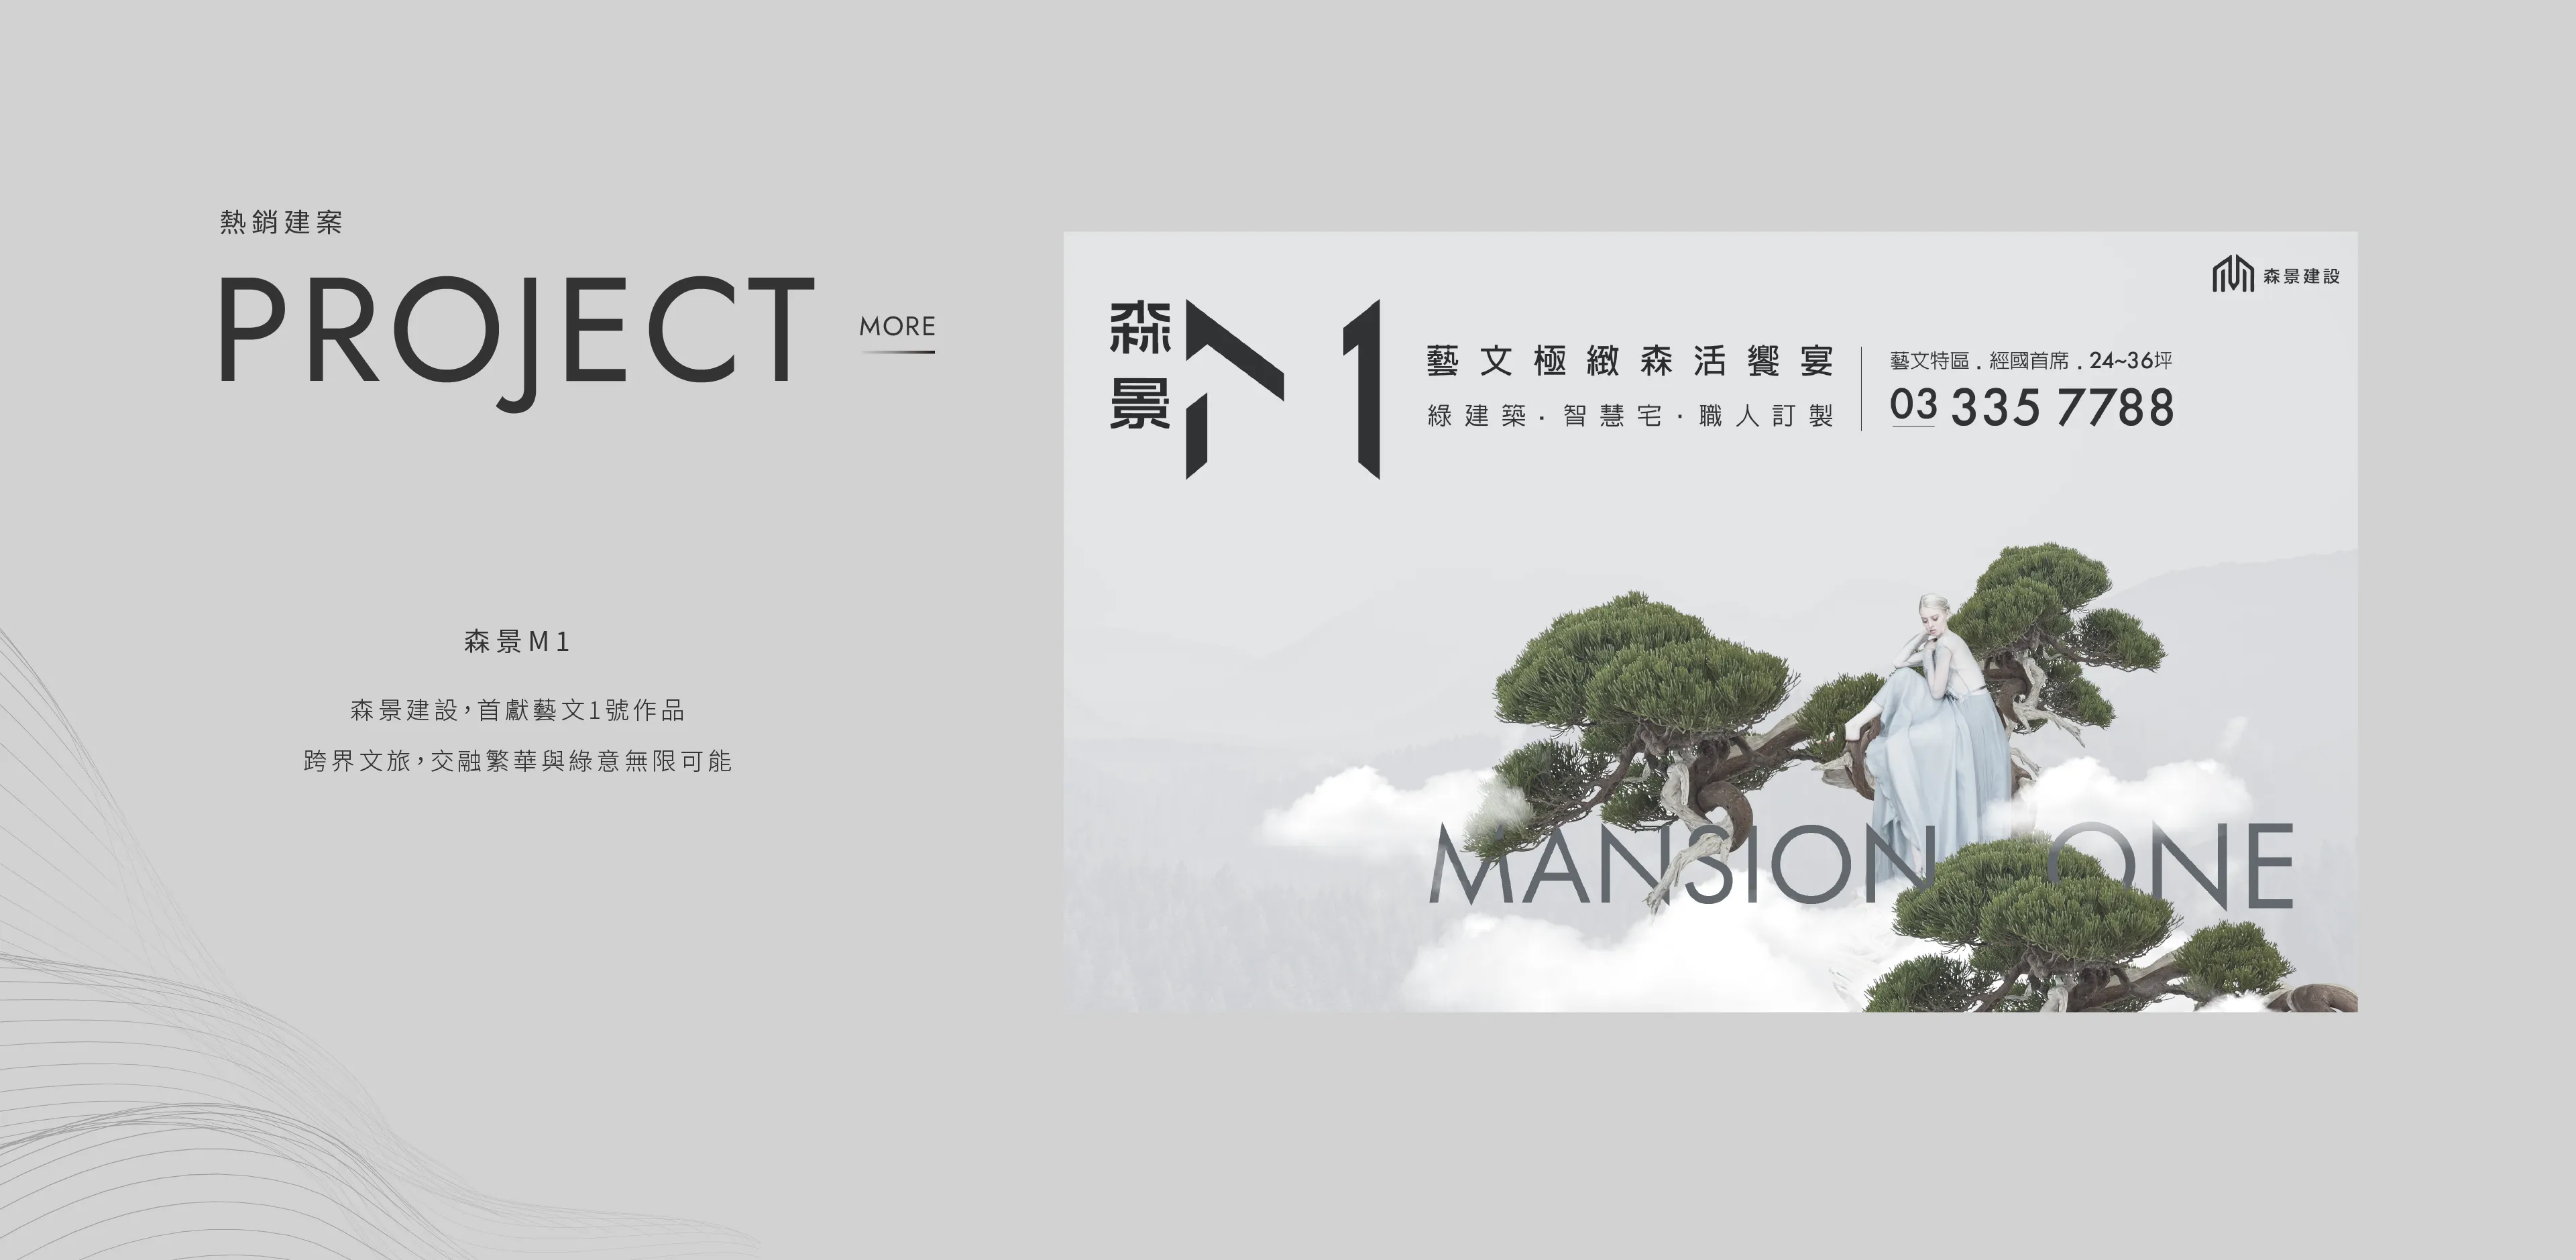 熱銷建案
PROJECT
MORE
森景M1
森景建設，首獻藝文1號作品
跨界文旅，交融繁華與綠意無限可能
森景建設
森景
M1
藝文極緻森活饗宴
綠建築．智慧宅．職人訂製
藝文特區．經國首席．24~36坪
03 335 7788
MANSION ONE